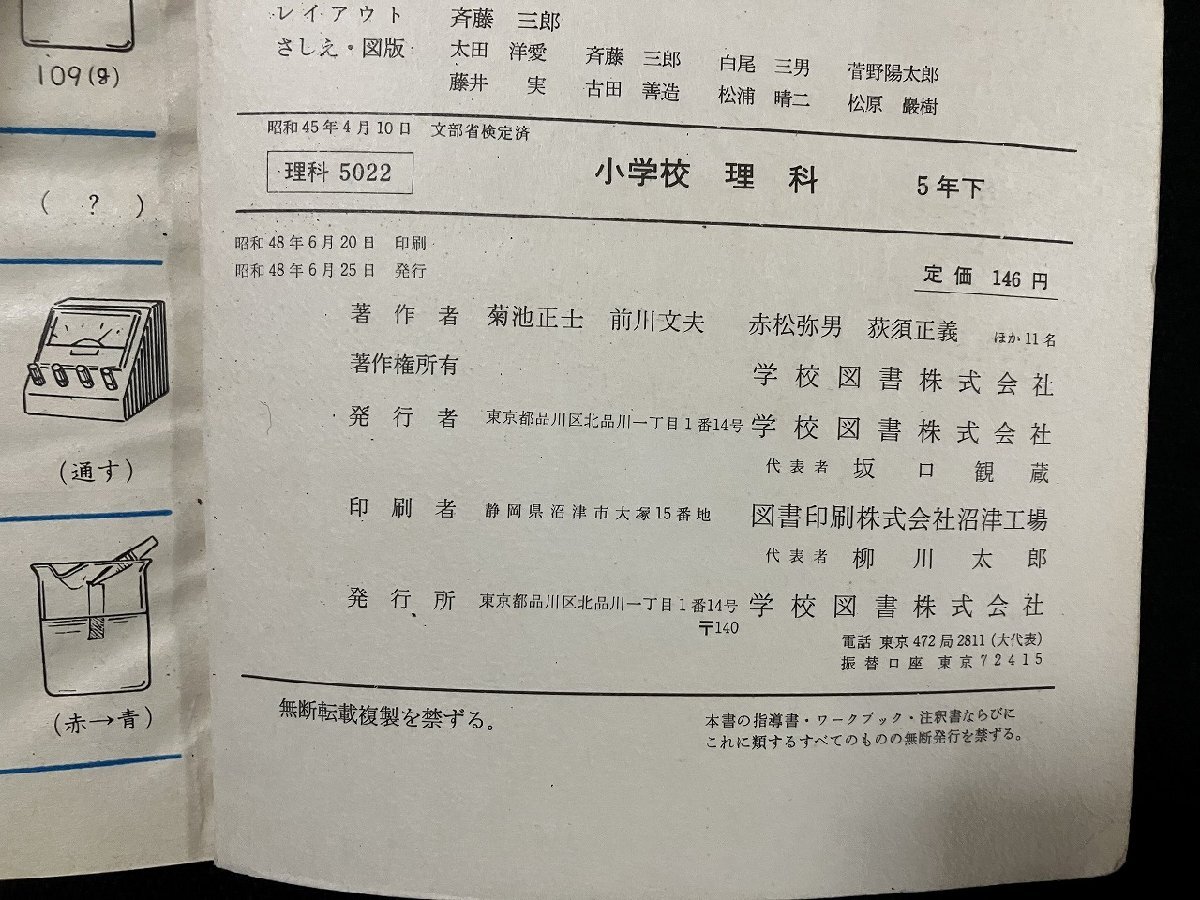 109(g)
( ? )
(通す)
(赤→青)
レイアウト 斉藤 三郎
さしえ・図版 太田 洋愛 斉藤 三郎 白尾 三男 菅野陽太郎
藤井 実 古田 善造 松浦 晴二 松原 巌樹
昭和45年4月10日 文部省検定済
理科 5022 小学校 理科 5年下
昭和48年6月20日 印刷
昭和48年6月25日 発行
定価 146円
著作者 菊池正士 前川文夫 赤松弥男 荻須正義 ほか11名
著作権所有 学校図書株式会社
発行者 東京都品川区北品川一丁目1番14号 学校図書株式会社
代表者 坂口観蔵
印刷者 静岡県沼津市大塚15番地 図書印刷株式会社沼津工場
代表者 柳川太郎
発行所 東京都品川区北品川一丁目1番14号 学校図書株式会社
〒140
電話 東京472局2811(大代表)
振替口座 東京72415
無断転載複製を禁ずる。
本書の指導書・ワークブック・注釈書ならびに
これに類するすべてのものの無断発行を禁ずる。